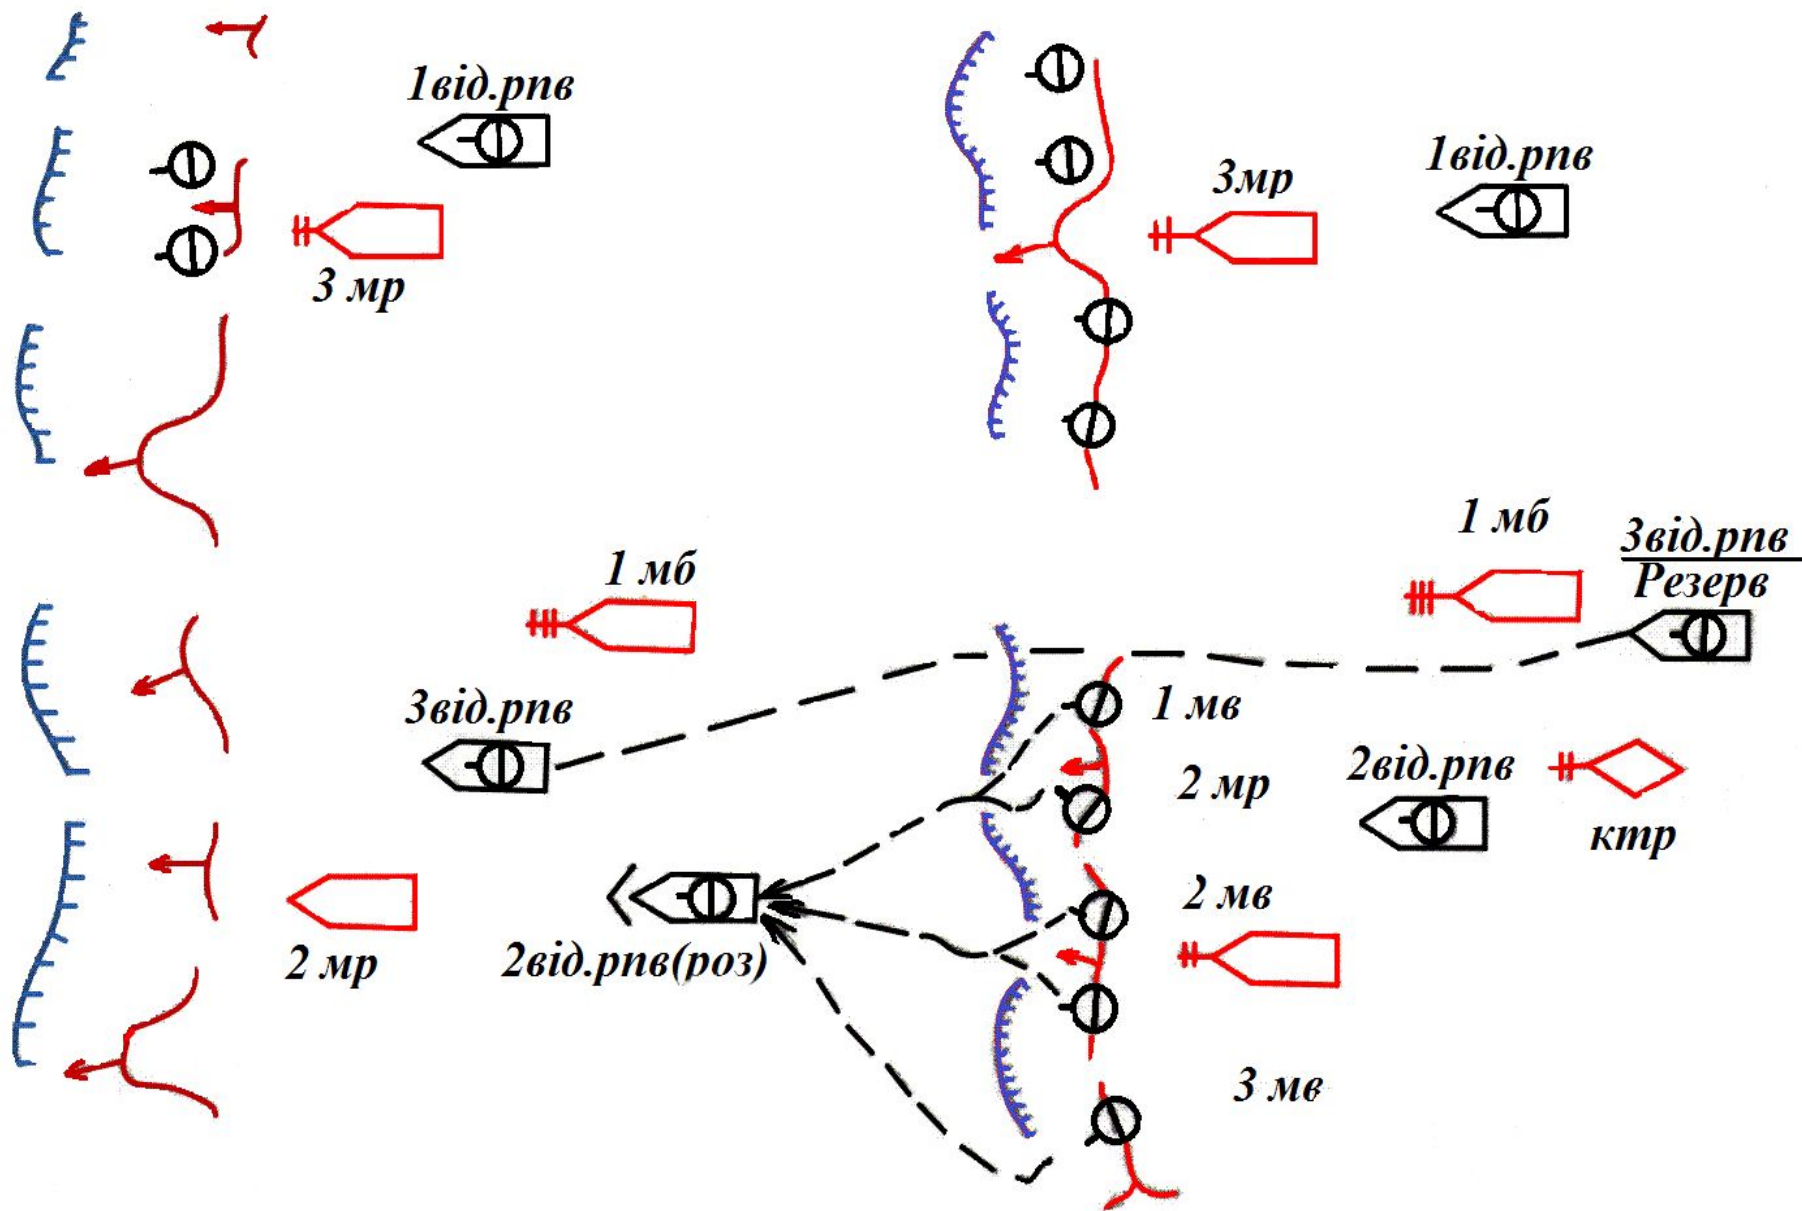 1від.рпв
3 мр
3мр
1від.рпв
1 мб
1 мб
3від.рпв
Резерв
3від.рпв
1 мв
2 мр
2від.рпв
ктр
2 мр
2від.рпв(роз)
2 мв
3 мв